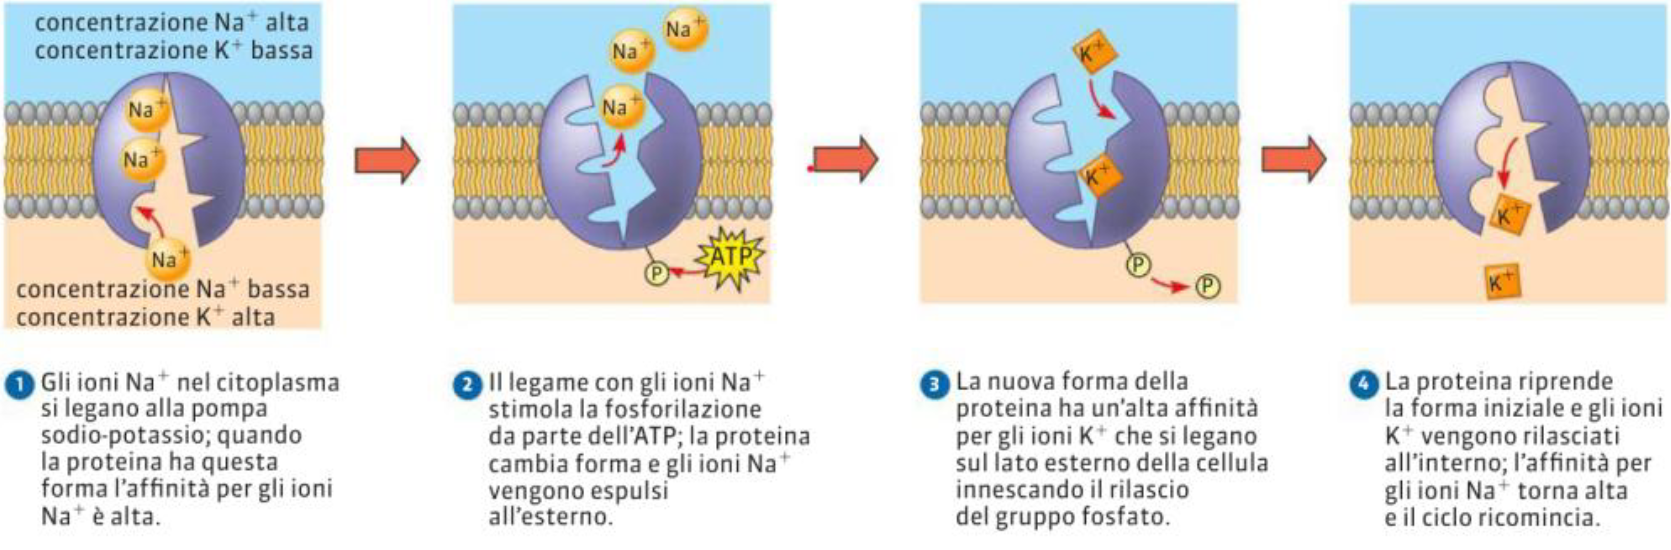 concentrazione Na⁺ alta
concentrazione K⁺ bassa
Na⁺
Na⁺
Na⁺
concentrazione Na⁺ bassa
concentrazione K⁺ alta
Na⁺
Na⁺
Na⁺
ATP
P
K⁺
K⁺
P
P
K⁺
K⁺
1 Gli ioni Na⁺ nel citoplasma
si legano alla pompa
sodio-potassio; quando
la proteina ha questa
forma l'affinità per gli ioni
Na⁺ è alta.
2 Il legame con gli ioni Na⁺
stimola la fosforilazione
da parte dell'ATP; la proteina
cambia forma e gli ioni Na⁺
vengono espulsi
all'esterno.
3 La nuova forma della
proteina ha un'alta affinità
per gli ioni K⁺ che si legano
sul lato esterno della cellula
innescando il rilascio
del gruppo fosfato.
4 La proteina riprende
la forma iniziale e gli ioni
K⁺ vengono rilasciati
all'interno; l'affinità per
gli ioni Na⁺ torna alta
e il ciclo ricomincia.